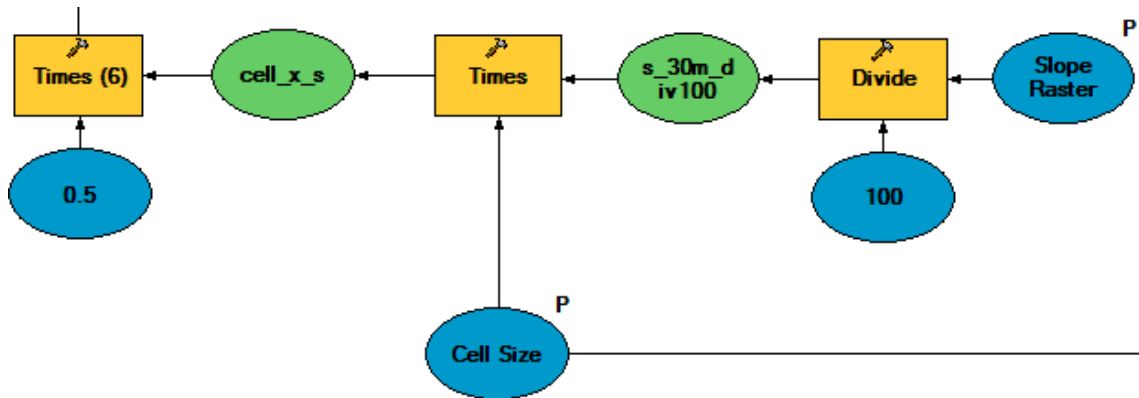 P
Times (6)
cell_x_s
Times
s_30m_d
iv100
Divide
Slope
Raster
0.5
100
P
Cell Size